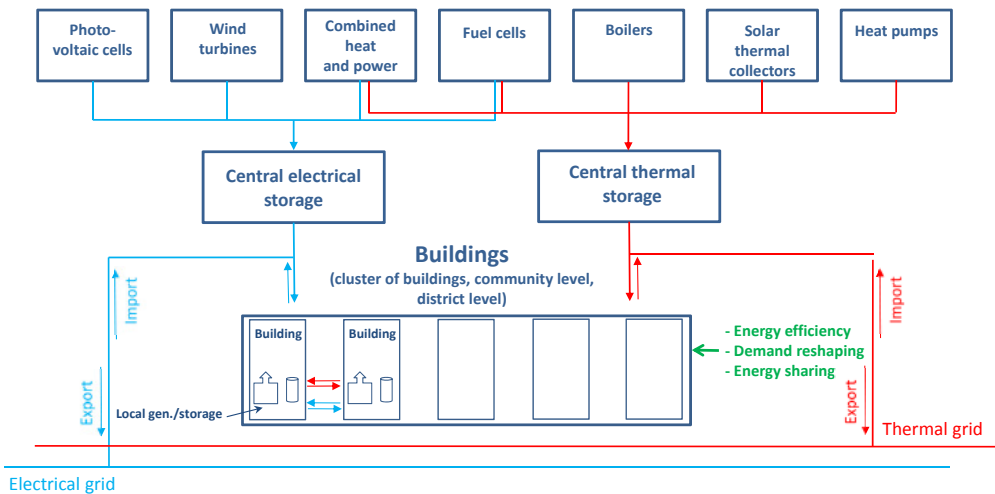 Photo-
voltaic cells
Wind
turbines
Combined
heat
and power
Fuel cells
Boilers
Solar
thermal
collectors
Heat pumps
Central electrical
storage
Central thermal
storage
Buildings
(cluster of buildings, community level,
district level)
Import
Export
Building
Building
Local gen./storage
- Energy efficiency
- Demand reshaping
- Energy sharing
Import
Export
Thermal grid
Electrical grid